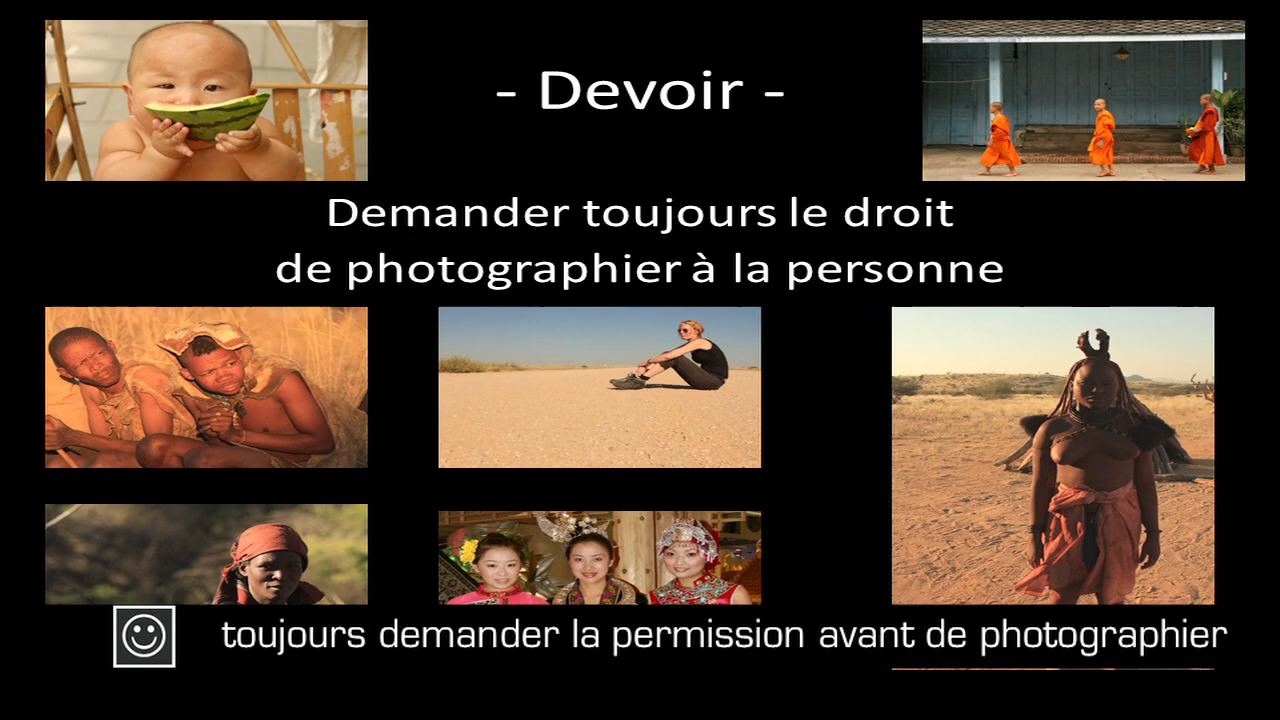 - Devoir -
Demander toujours le droit
de photographier à la personne
toujours demander la permission avant de photographier